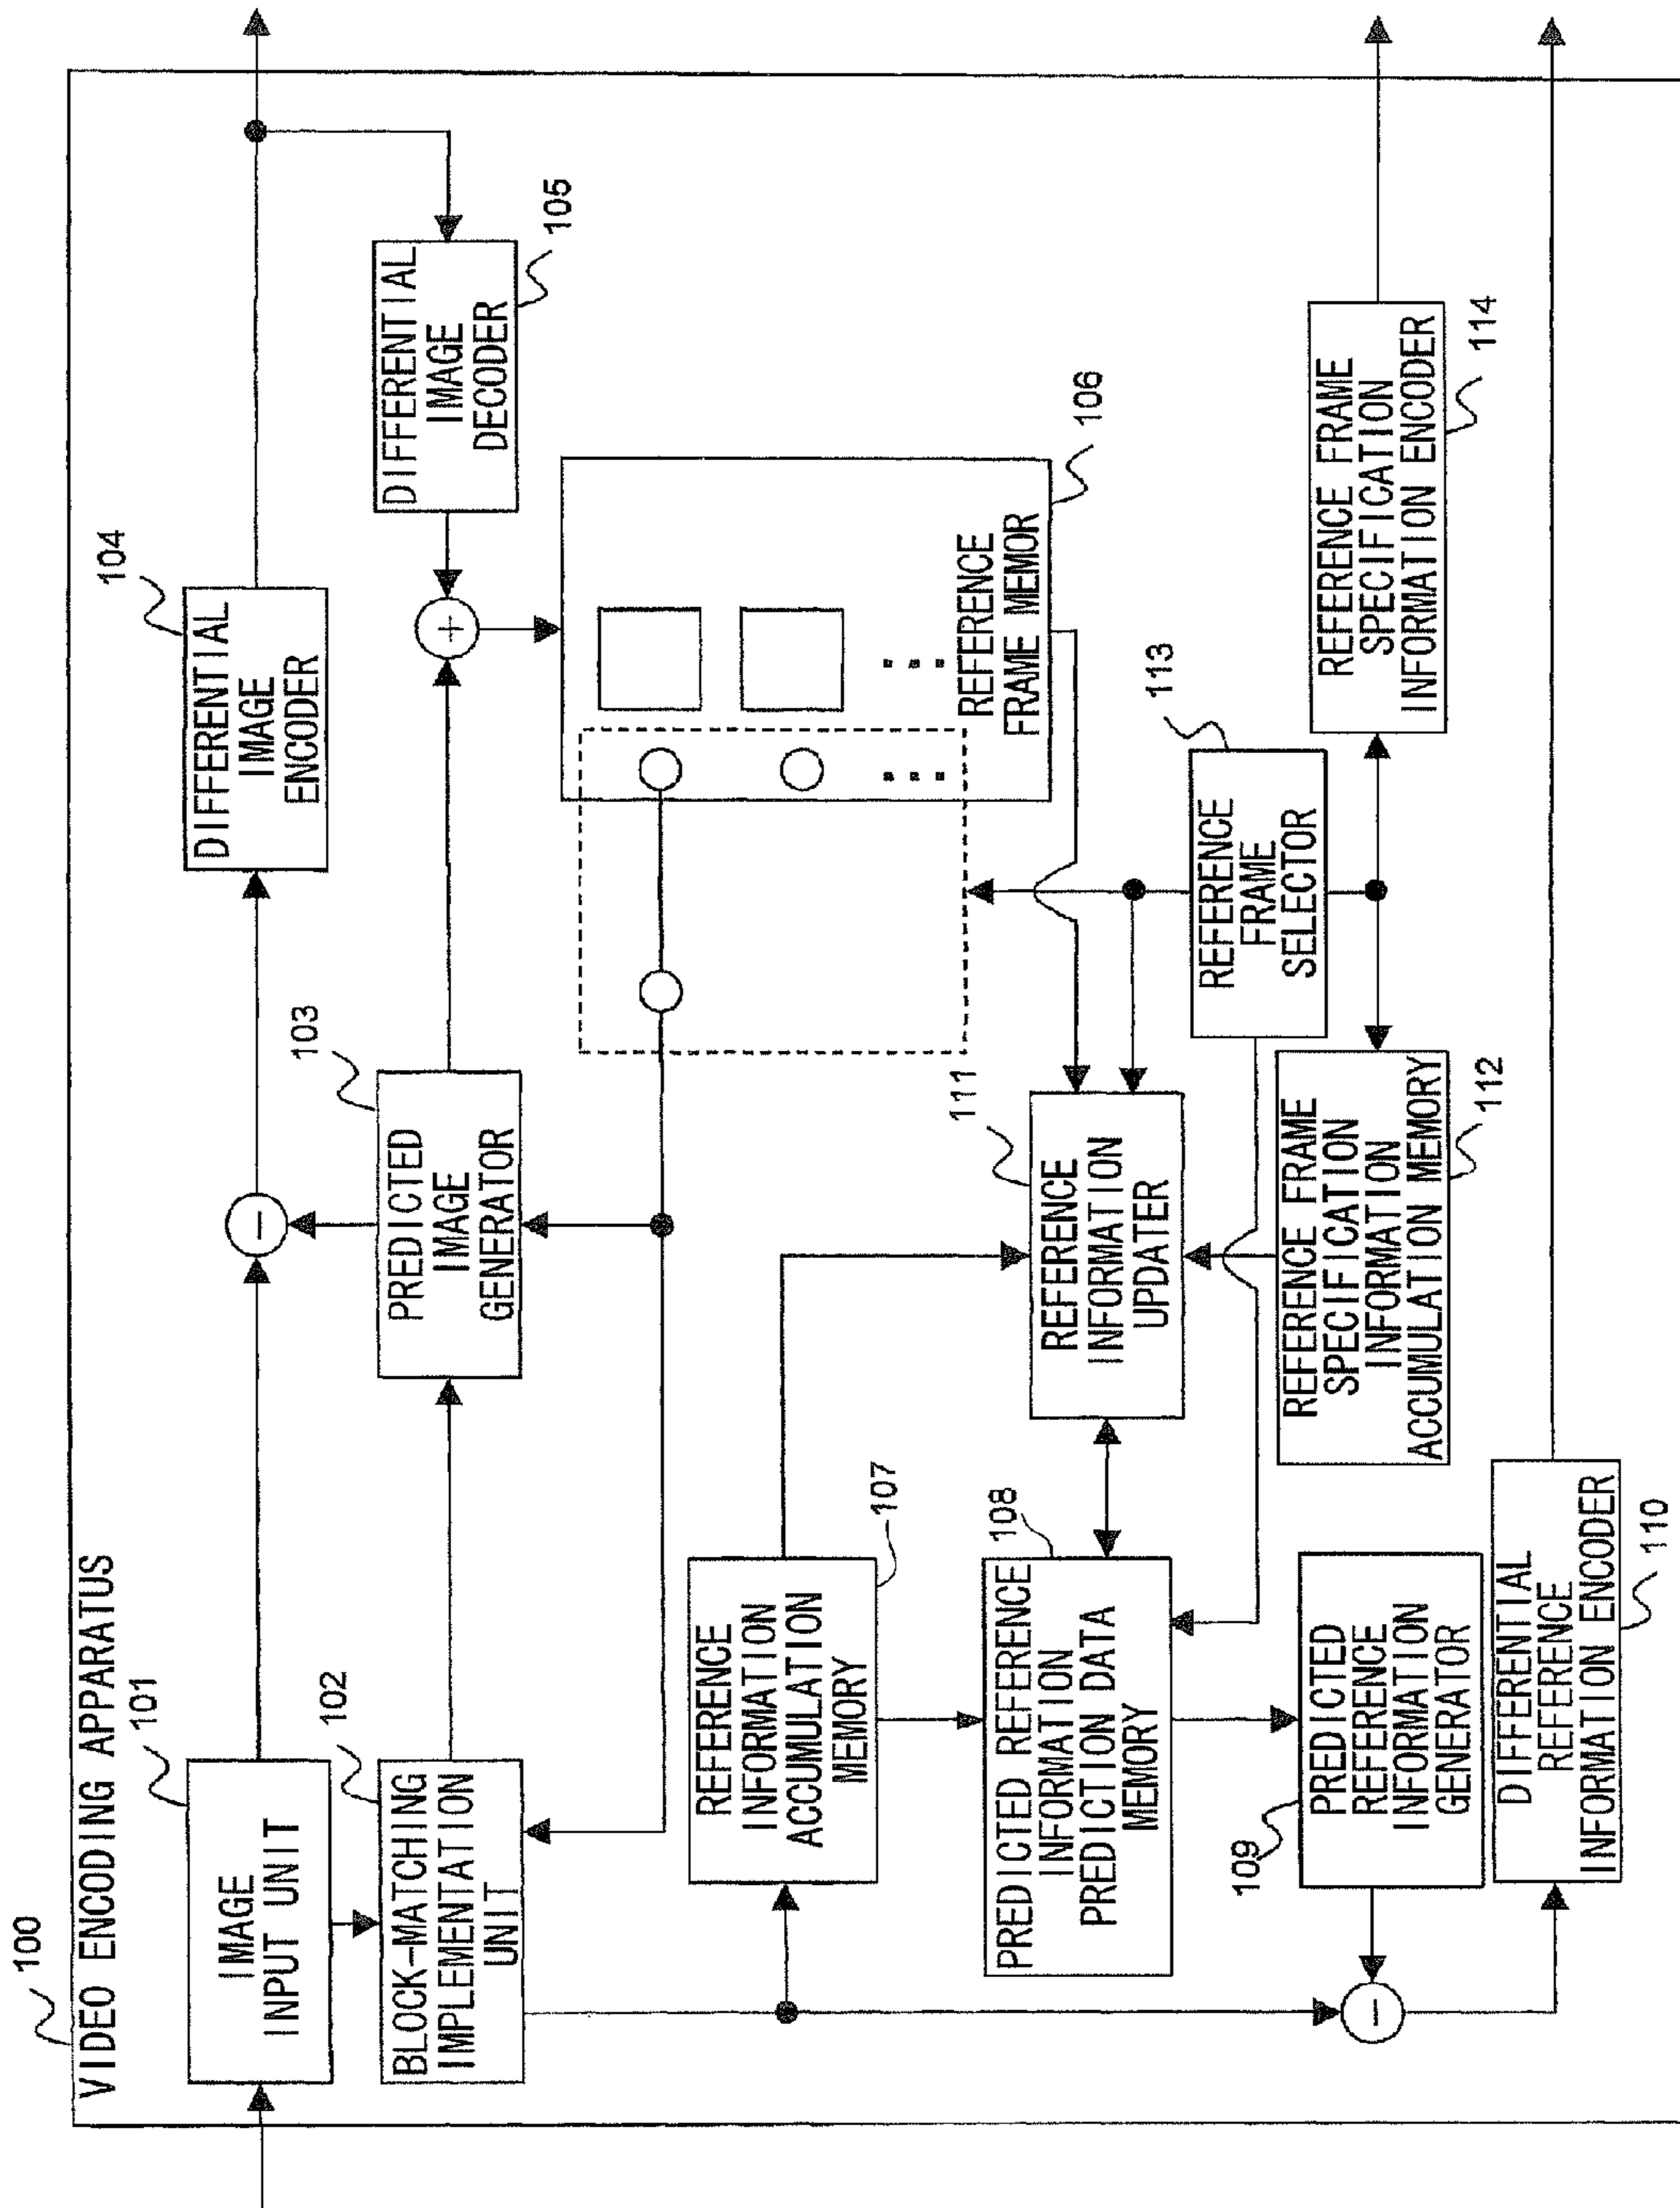 100
VIDEO ENCODING APPARATUS
101
IMAGE
INPUT UNIT
104
DIFFERENTIAL
IMAGE
ENCODER
102
BLOCK-MATCHING
IMPLEMENTATION
UNIT
103
PREDICTED
IMAGE
GENERATOR
105
DIFFERENTIAL
IMAGE
DECODER
106
REFERENCE
FRAME MEMOR
107
REFERENCE
INFORMATION
ACCUMULATION
MEMORY
108
PREDICTED REFERENCE
INFORMATION
PREDICTION DATA
MEMORY
111
REFERENCE
INFORMATION
UPDATER
113
REFERENCE
FRAME
SELECTOR
109
PREDICTED
REFERENCE
INFORMATION
GENERATOR
112
REFERENCE FRAME
SPECIFICATION
INFORMATION
ACCUMULATION MEMORY
114
REFERENCE FRAME
SPECIFICATION
INFORMATION ENCODER
110
DIFFERENTIAL
REFERENCE
INFORMATION ENCODER